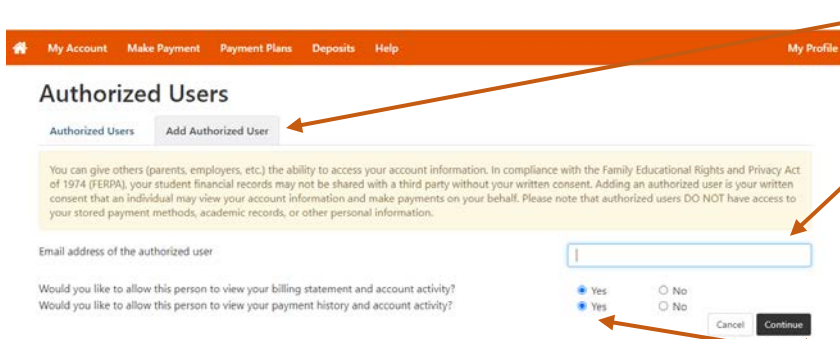 My Account Make Payment Payment Plans Deposits Help My Profile
Authorized Users
Authorized Users Add Authorized User
You can give others (parents, employers, etc.) the ability to access your account information. In compliance with the Family Educational Rights and Privacy Act
of 1974 (FERPA), your student financial records may not be shared with a third party without your written consent. Adding an authorized user is your written
consent that an individual may view your account information and make payments on your behalf. Please note that authorized users DO NOT have access to
your stored payment methods, academic records, or other personal information.
Email address of the authorized user
Would you like to allow this person to view your billing statement and account activity? Yes No
Would you like to allow this person to view your payment history and account activity? Yes No
Cancel Continue